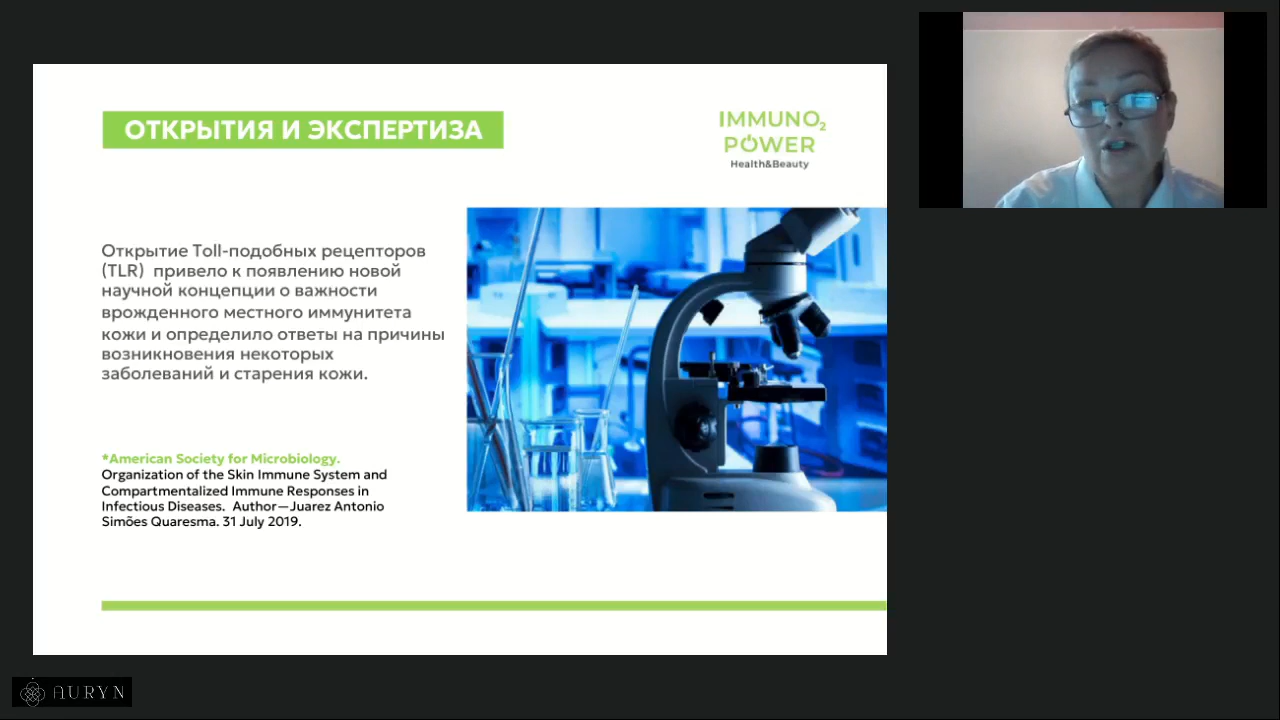 ОТКРЫТИЯ И ЭКСПЕРТИЗА
IMMUNO2
POWER
Health&Beauty
Открытие Toll-подобных рецепторов
(TLR) привело к появлению новой
научной концепции о важности
врожденного местного иммунитета
кожи и определило ответы на причины
возникновения некоторых
заболеваний и старения кожи.
*American Society for Microbiology.
Organization of the Skin Immune System and
Compartmentalized Immune Responses in
Infectious Diseases. Author—Juarez Antonio
Simões Quaresma. 31 July 2019.
AURYN